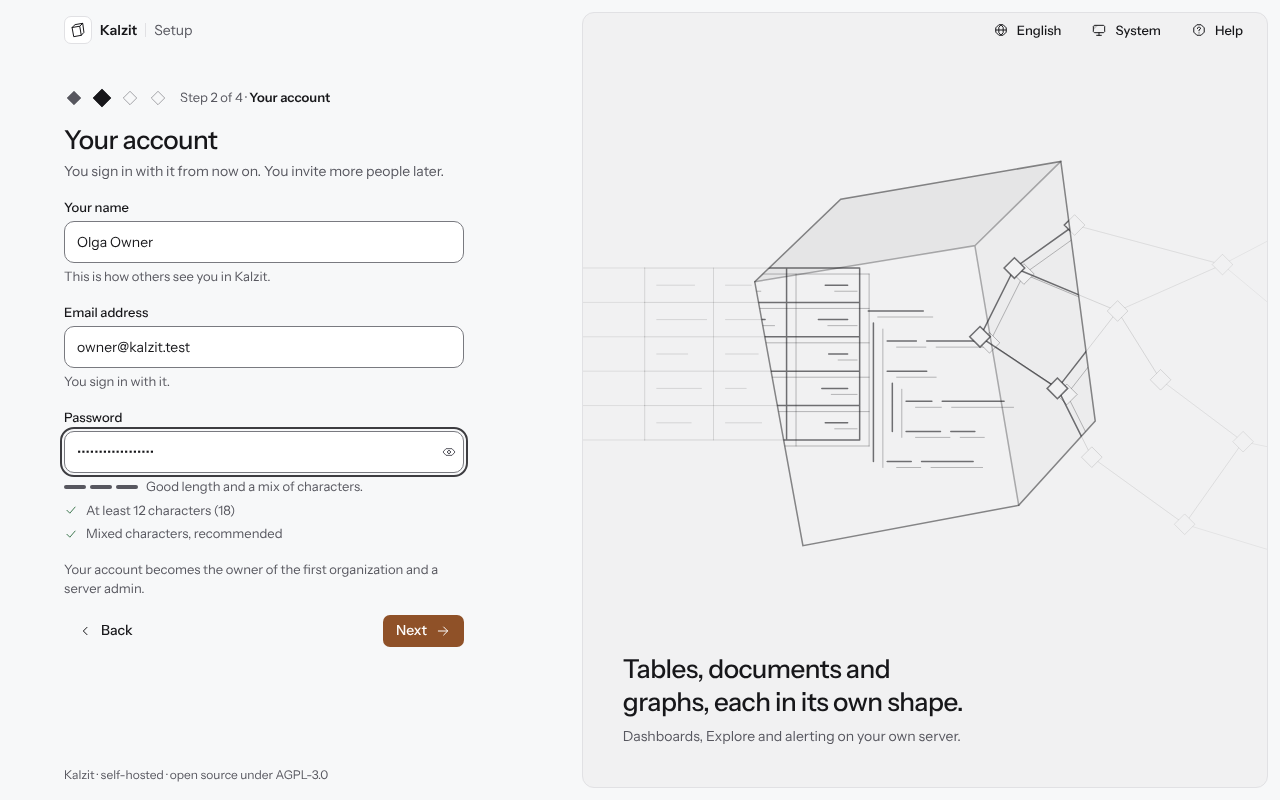 Kalzit | Setup
English
System
Help
Step 2 of 4 · Your account
Your account
You sign in with it from now on. You invite more people later.
Your name
Olga Owner
This is how others see you in Kalzit.
Email address
owner@kalzit.test
You sign in with it.
Password
••••••••••••••••••
Good length and a mix of characters.
At least 12 characters (18)
Mixed characters, recommended
Your account becomes the owner of the first organization and a
server admin.
Back
Next
Tables, documents and
graphs, each in its own shape.
Dashboards, Explore and alerting on your own server.
Kalzit · self-hosted · open source under AGPL-3.0